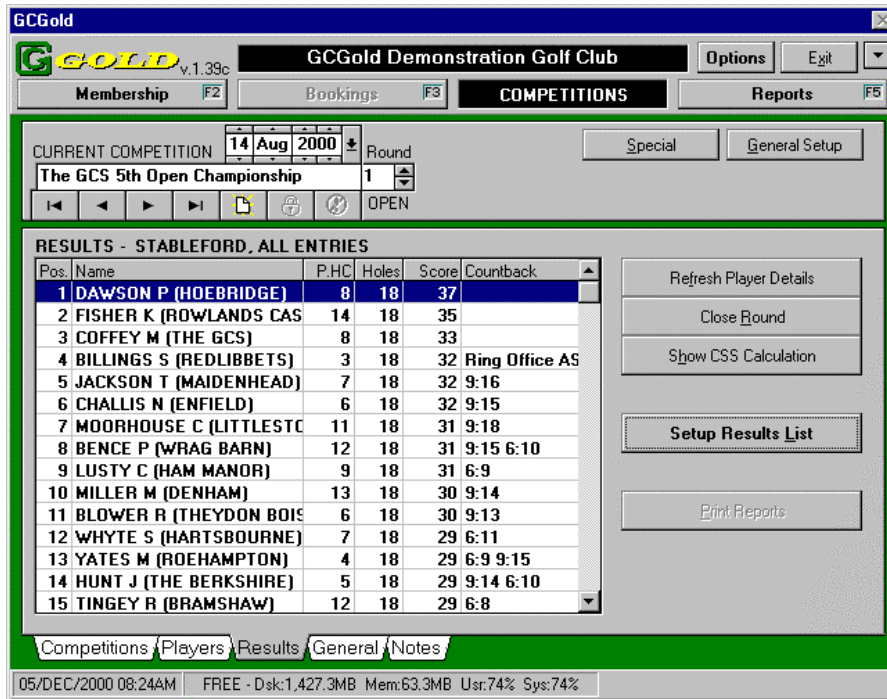 GCGold
G GOLD v.1.39c GCGold Demonstration Golf Club Options Exit
Membership F2 Bookings F3 COMPETITIONS Reports F5
CURRENT COMPETITION 14 Aug 2000 Round Special General Setup
The GCS 5th Open Championship 1
OPEN
RESULTS - STABLEFORD, ALL ENTRIES
Pos. Name P.HC Holes Score Countback
1 DAWSON P (HOEBRIDGE) 8 18 37
2 FISHER K (ROWLANDS CAS 14 18 35
3 COFFEY M (THE GCS) 8 18 33
4 BILLINGS S (REDLIBBETS) 3 18 32 Ring Office AS
5 JACKSON T (MAIDENHEAD) 7 18 32 9:16
6 CHALLIS N (ENFIELD) 6 18 32 9:15
7 MOORHOUSE C (LITTLESTO 11 18 31 9:18
8 BENCE P (WRAG BARN) 12 18 31 9:15 6:10
9 LUSTY C (HAM MANOR) 9 18 31 6:9
10 MILLER M (DENHAM) 13 18 30 9:14
11 BLOWER R (THEYDON BOIS 6 18 30 9:13
12 WHYTE S (HARTSBOURNE) 7 18 29 6:11
13 YATES M (ROEHAMPTON) 4 18 29 6:9 9:15
14 HUNT J (THE BERKSHIRE) 5 18 29 9:14 6:10
15 TINGEY R (BRAMSHAW) 12 18 29 6:8
Refresh Player Details
Close Round
Show CSS Calculation
Setup Results List
Print Reports
Competitions Players Results General Notes
05/DEC/2000 08:24AM FREE - Dsk:1,427.3MB Mem:63.3MB Usr:74% Sys:74%